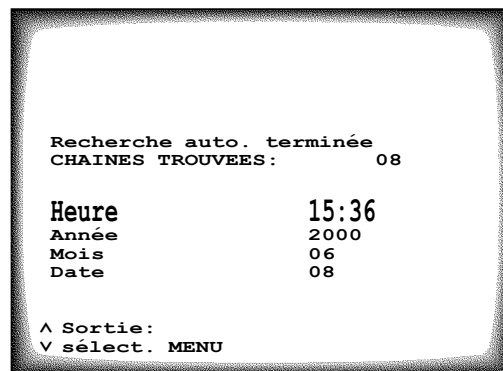 Recherche auto. terminée
CHAINES TROUVEES: 08
Heure 15:36
Année 2000
Mois 06
Date 08
∧ Sortie:
∨ sélect. MENU